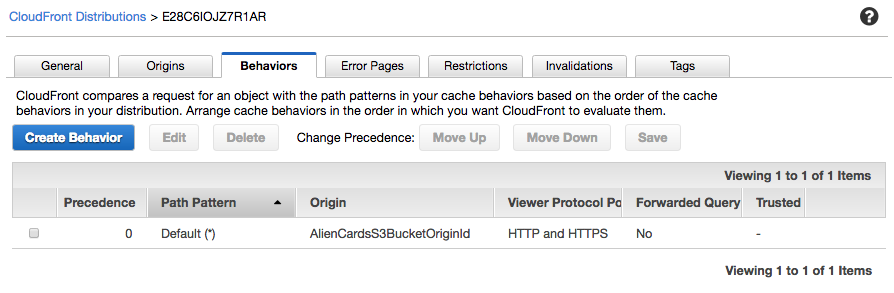 CloudFront Distributions > E28C6IOJZ7R1AR
?
General Origins Behaviors Error Pages Restrictions Invalidations Tags
CloudFront compares a request for an object with the path patterns in your cache behaviors based on the order of the cache
behaviors in your distribution. Arrange cache behaviors in the order in which you want CloudFront to evaluate them.
Create Behavior Edit Delete Change Precedence: Move Up Move Down Save
Viewing 1 to 1 of 1 Items
Precedence Path Pattern Origin Viewer Protocol Po Forwarded Query Trusted
0 Default (*) AlienCardsS3BucketOriginId HTTP and HTTPS No -
Viewing 1 to 1 of 1 Items